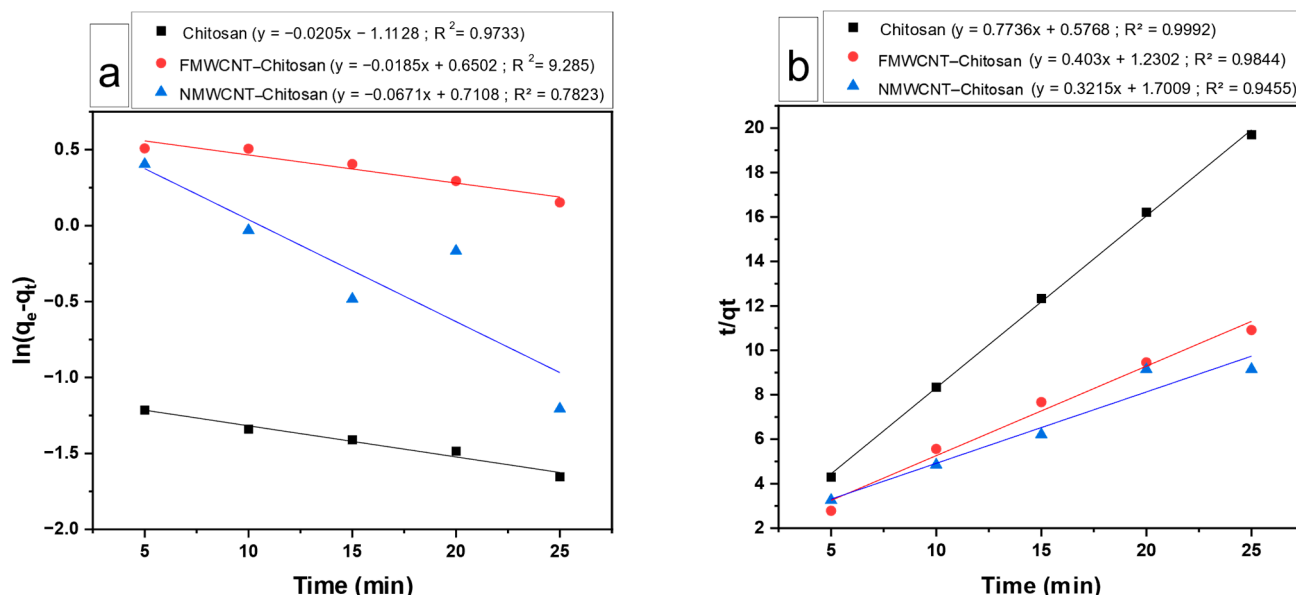 a
Chitosan (y = −0.0205x − 1.1128 ; R²= 0.9733)
FMWCNT–Chitosan (y = −0.0185x + 0.6502 ; R²= 9.285)
NMWCNT–Chitosan (y = −0.0671x + 0.7108 ; R² = 0.7823)
ln(qe-qt)
0.5
0.0
−0.5
−1.0
−1.5
−2.0
5 10 15 20 25
Time (min)
b
Chitosan (y = 0.7736x + 0.5768 ; R² = 0.9992)
FMWCNT–Chitosan (y = 0.403x + 1.2302 ; R² = 0.9844)
NMWCNT–Chitosan (y = 0.3215x + 1.7009 ; R² = 0.9455)
t/qt
20
18
16
14
12
10
8
6
4
2
5 10 15 20 25
Time (min)